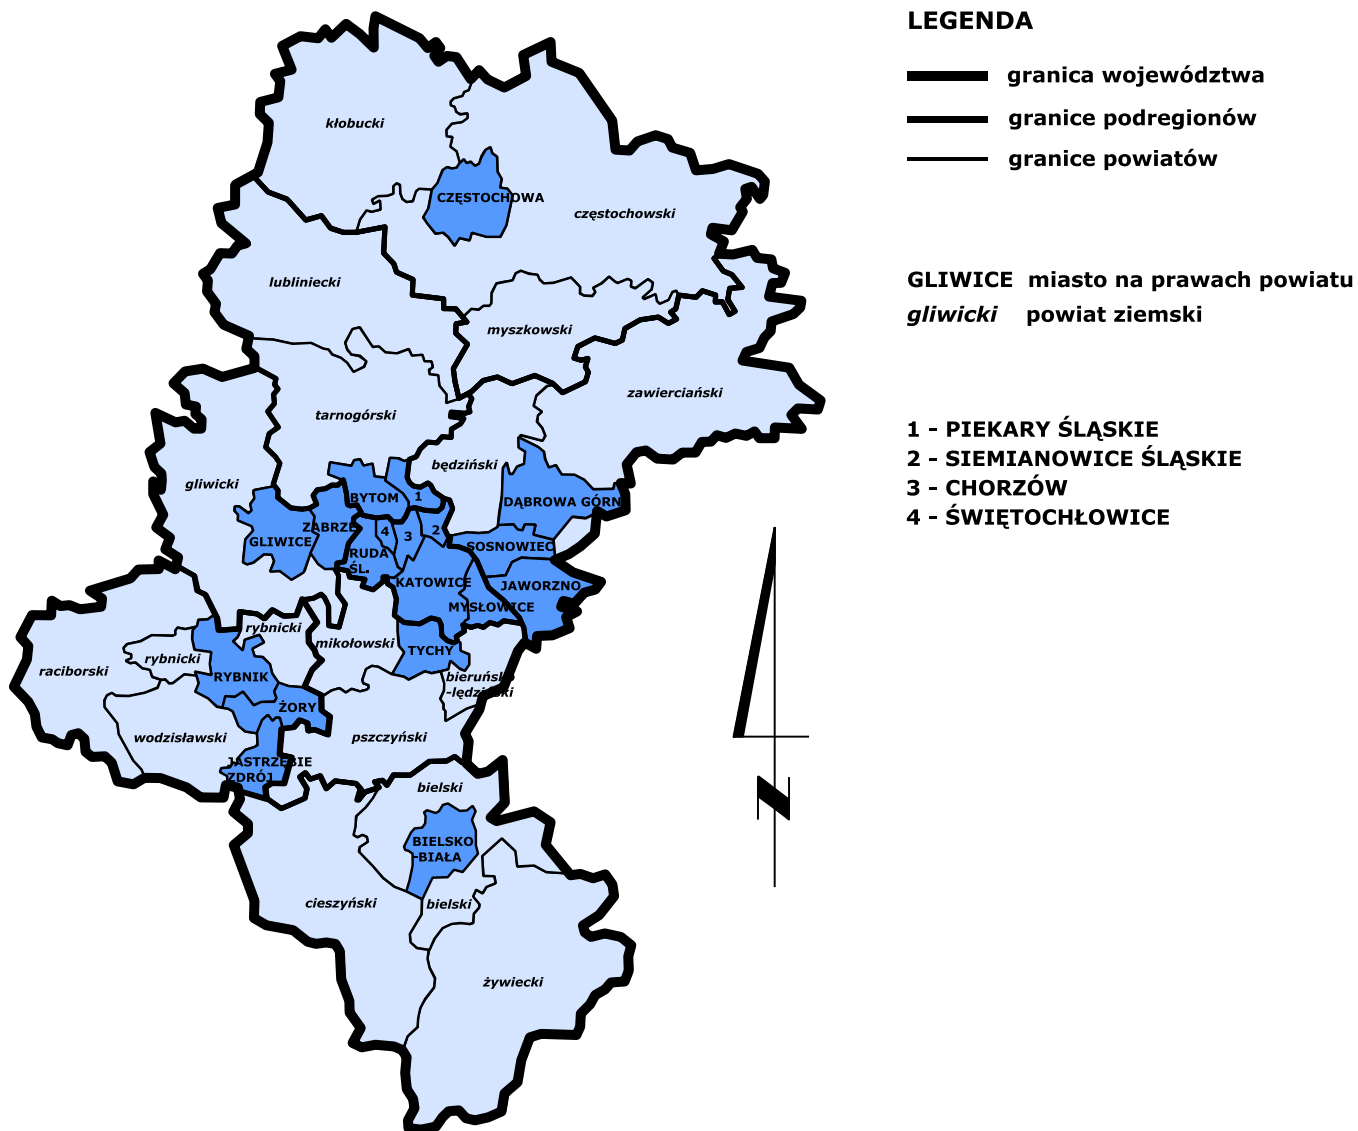 LEGENDA
granica województwa
granice podregionów
granice powiatów
GLIWICE miasto na prawach powiatu
gliwicki powiat ziemski
1 - PIEKARY ŚLĄSKIE
2 - SIEMIANOWICE ŚLĄSKIE
3 - CHORZÓW
4 - ŚWIĘTOCHŁOWICE
kłobucki
CZĘSTOCHOWA
częstochowski
lubliniecki
myszkowski
zawierciański
tarnogórski
będziński
gliwicki
BYTOM
1
DĄBROWA GÓRN
ZABRZE
GLIWICE
4
3
2
RUDA
ŚL.
SOSNOWIEC
KATOWICE
JAWORZNO
MYSŁOWICE
rybnicki
mikołowski
TYCHY
rybnicki
raciborski
RYBNIK
bieruńsko
-lędziński
ŻORY
wodzisławski
pszczyński
JASTRZĘBIE
ZDRÓJ
bielski
BIELSKO
-BIAŁA
cieszyński
bielski
żywiecki
N